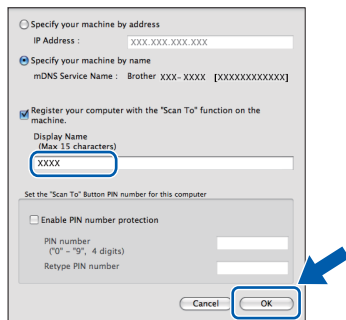 Specify your machine by address
IP Address : XXX.XXX.XXX.XXX
Specify your machine by name
mDNS Service Name : Brother XXX-XXXX [XXXXXXXXXXXX]
Register your computer with the "Scan To" function on the
machine.
Display Name
(Max 15 characters)
XXXX
Set the "Scan To" Button PIN number for this computer
Enable PIN number protection
PIN number
("0" – "9", 4 digits)
Retype PIN number
Cancel OK